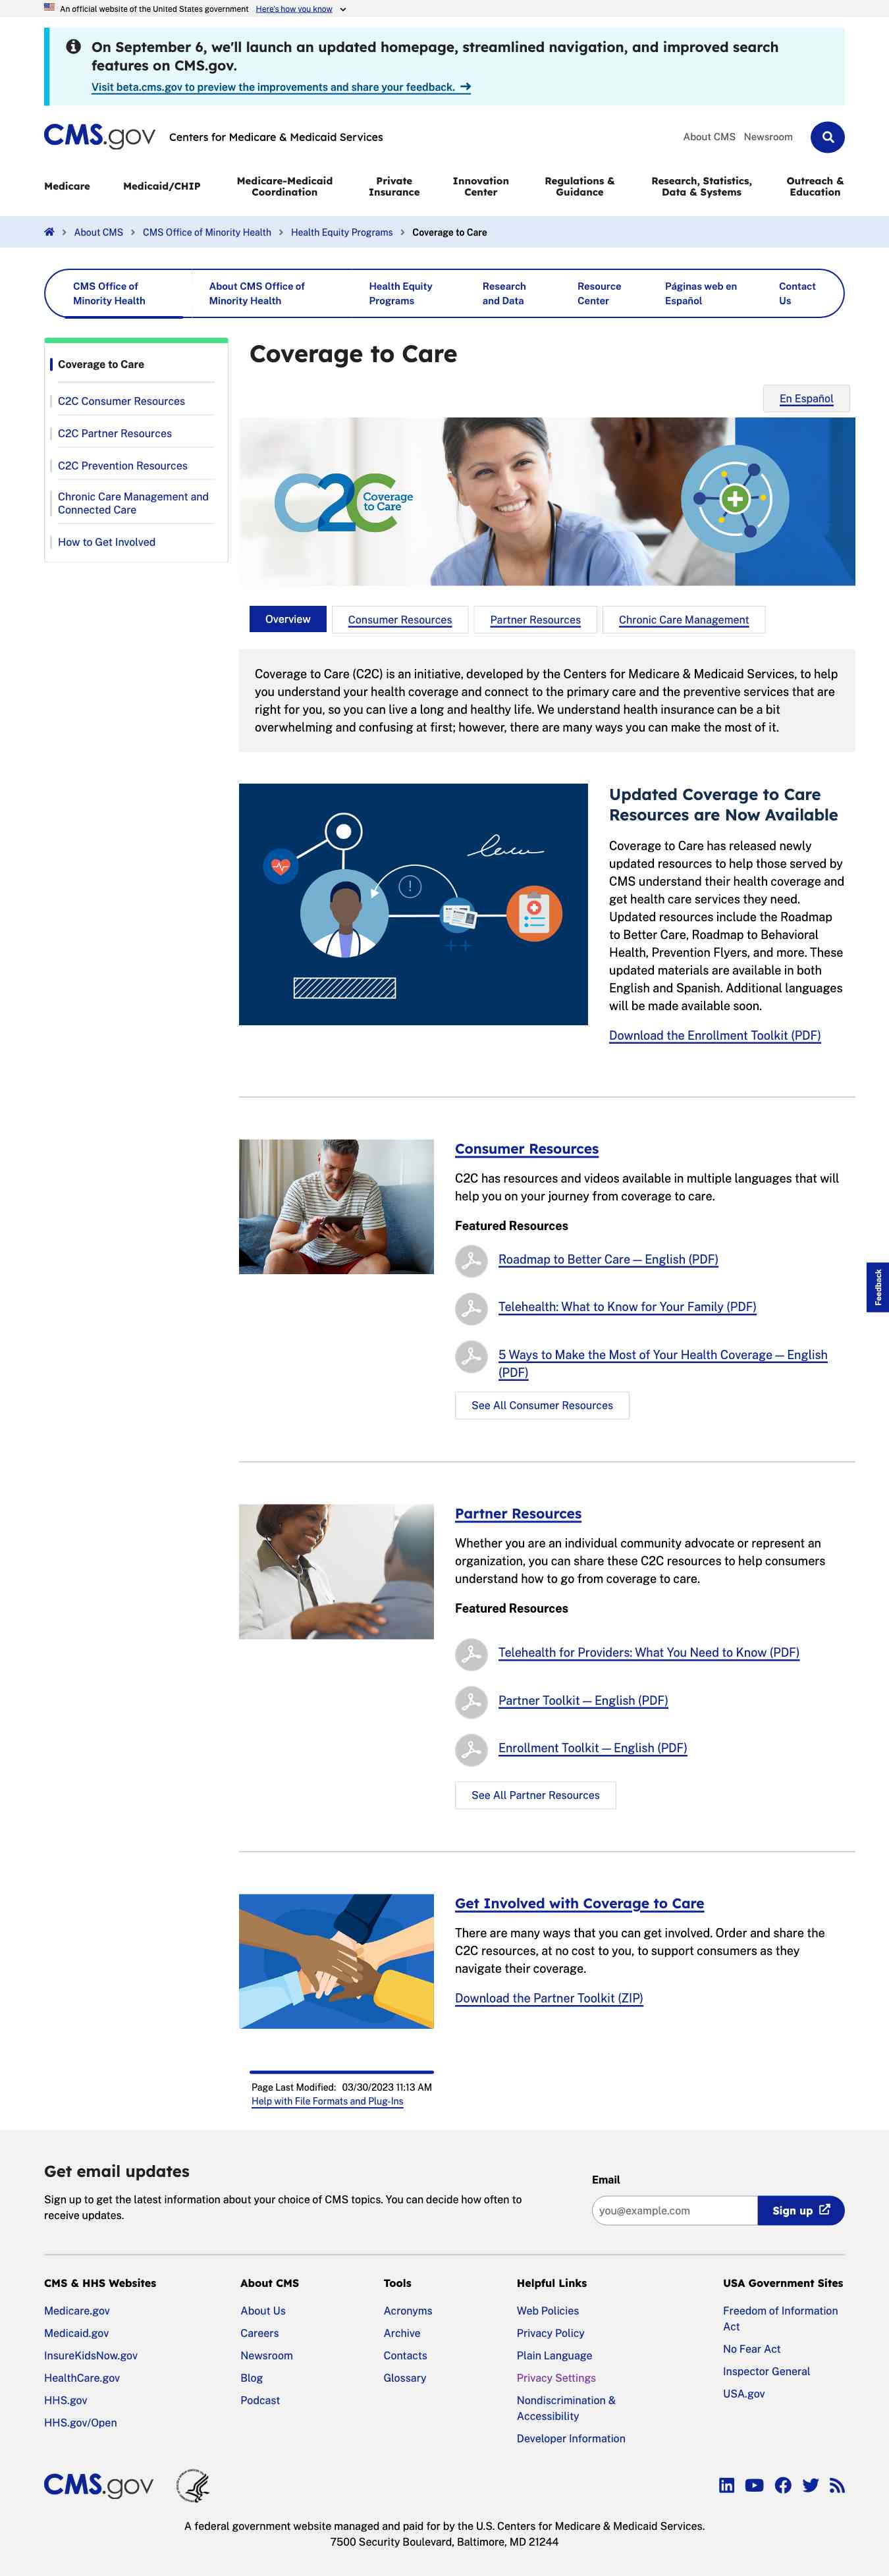 An official website of the United States government Here's how you know
On September 6, we'll launch an updated homepage, streamlined navigation, and improved search
features on CMS.gov.
Visit beta.cms.gov to preview the improvements and share your feedback.
CMS.gov Centers for Medicare & Medicaid Services
About CMS Newsroom
Medicare
Medicaid/CHIP
Medicare-Medicaid
Coordination
Private
Insurance
Innovation
Center
Regulations &
Guidance
Research, Statistics,
Data & Systems
Outreach &
Education
About CMS > CMS Office of Minority Health > Health Equity Programs > Coverage to Care
CMS Office of
Minority Health
About CMS Office of
Minority Health
Health Equity
Programs
Research
and Data
Resource
Center
Páginas web en
Español
Contact
Us
Coverage to Care
C2C Consumer Resources
C2C Partner Resources
C2C Prevention Resources
Chronic Care Management and
Connected Care
How to Get Involved
Coverage to Care
En Español
C2C Coverage
to Care
Overview
Consumer Resources
Partner Resources
Chronic Care Management
Coverage to Care (C2C) is an initiative, developed by the Centers for Medicare & Medicaid Services, to help
you understand your health coverage and connect to the primary care and the preventive services that are
right for you, so you can live a long and healthy life. We understand health insurance can be a bit
overwhelming and confusing at first; however, there are many ways you can make the most of it.
Updated Coverage to Care
Resources are Now Available
Coverage to Care has released newly
updated resources to help those served by
CMS understand their health coverage and
get health care services they need.
Updated resources include the Roadmap
to Better Care, Roadmap to Behavioral
Health, Prevention Flyers, and more. These
updated materials are available in both
English and Spanish. Additional languages
will be made available soon.
Download the Enrollment Toolkit (PDF)
Consumer Resources
C2C has resources and videos available in multiple languages that will
help you on your journey from coverage to care.
Featured Resources
Roadmap to Better Care — English (PDF)
Telehealth: What to Know for Your Family (PDF)
5 Ways to Make the Most of Your Health Coverage — English
(PDF)
See All Consumer Resources
Feedback
Partner Resources
Whether you are an individual community advocate or represent an
organization, you can share these C2C resources to help consumers
understand how to go from coverage to care.
Featured Resources
Telehealth for Providers: What You Need to Know (PDF)
Partner Toolkit — English (PDF)
Enrollment Toolkit — English (PDF)
See All Partner Resources
Get Involved with Coverage to Care
There are many ways that you can get involved. Order and share the
C2C resources, at no cost to you, to support consumers as they
navigate their coverage.
Download the Partner Toolkit (ZIP)
Page Last Modified: 03/30/2023 11:13 AM
Help with File Formats and Plug-Ins
Get email updates
Sign up to get the latest information about your choice of CMS topics. You can decide how often to
receive updates.
Email
you@example.com
Sign up
CMS & HHS Websites
Medicare.gov
Medicaid.gov
InsureKidsNow.gov
HealthCare.gov
HHS.gov
HHS.gov/Open
About CMS
About Us
Careers
Newsroom
Blog
Podcast
Tools
Acronyms
Archive
Contacts
Glossary
Helpful Links
Web Policies
Privacy Policy
Plain Language
Privacy Settings
Nondiscrimination &
Accessibility
Developer Information
USA Government Sites
Freedom of Information
Act
No Fear Act
Inspector General
USA.gov
CMS.gov
A federal government website managed and paid for by the U.S. Centers for Medicare & Medicaid Services.
7500 Security Boulevard, Baltimore, MD 21244